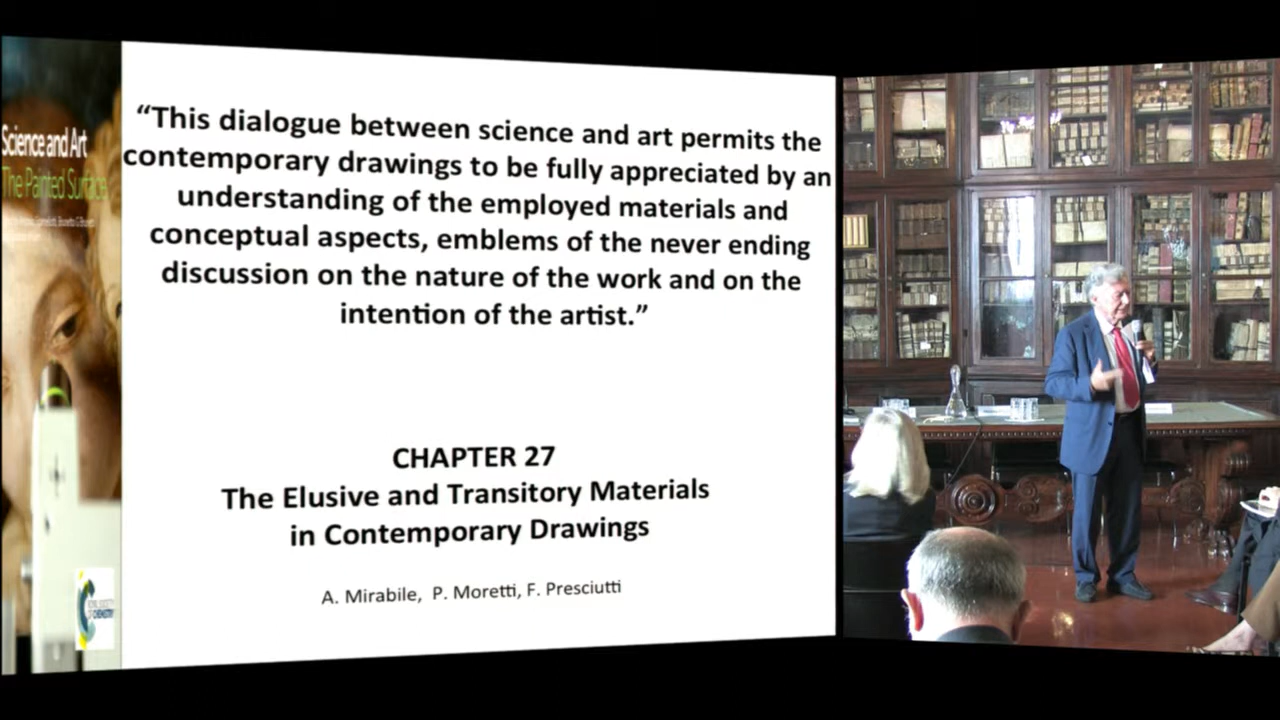 Science and Art
The Painted Surface
“This dialogue between science and art permits the
contemporary drawings to be fully appreciated by an
understanding of the employed materials and
conceptual aspects, emblems of the never ending
discussion on the nature of the work and on the
intention of the artist.”
CHAPTER 27
The Elusive and Transitory Materials
in Contemporary Drawings
A. Mirabile, P. Moretti, F. Presciutti